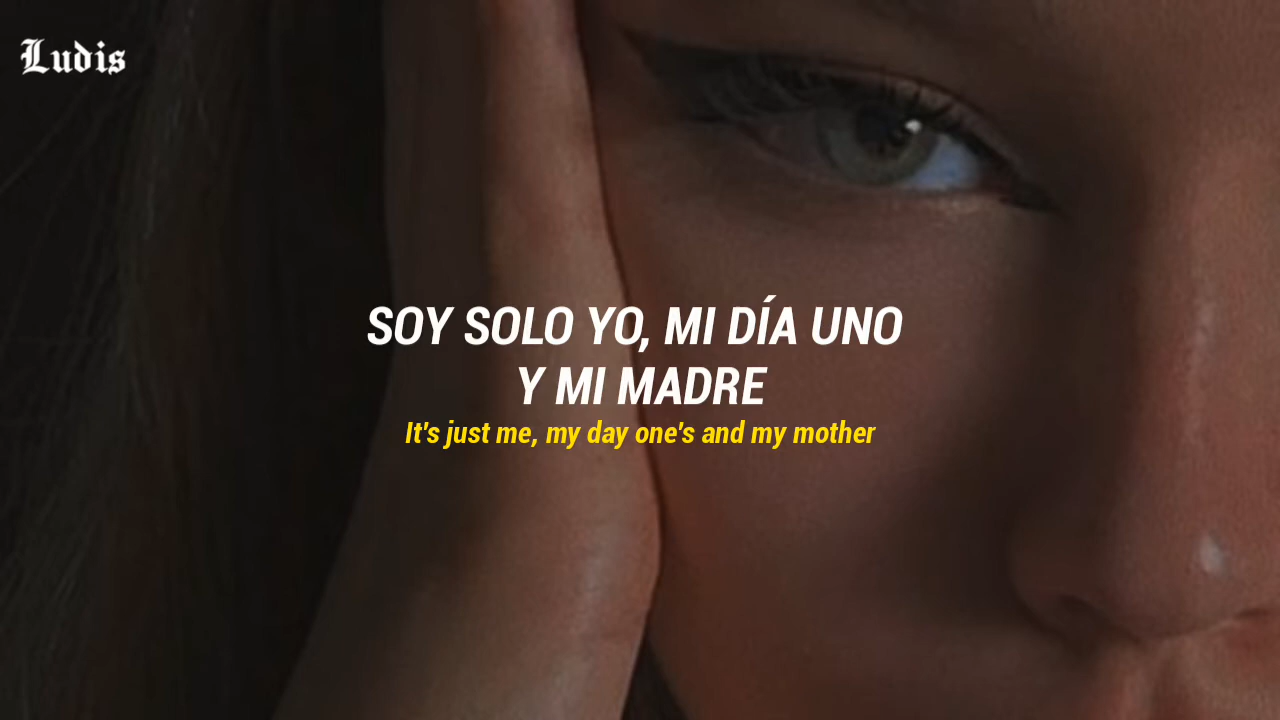 Ludis
SOY SOLO YO, MI DÍA UNO
Y MI MADRE
It's just me, my day one's and my mother